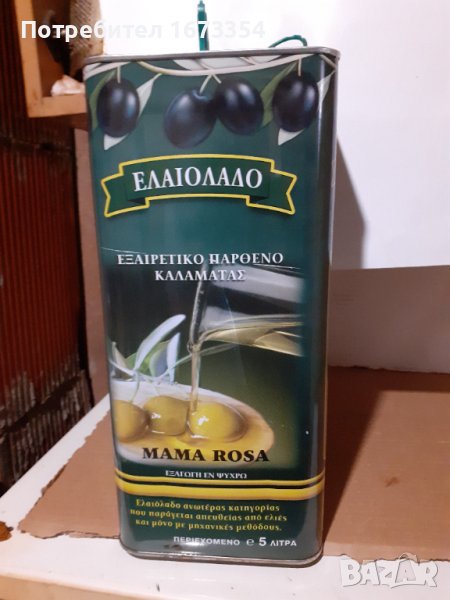 Потребител 1673354
ΕΛΑΙΟΛΑΔΟ
ΕΞΑΙΡΕΤΙΚΟ ΠΑΡΘΕΝΟ
ΚΑΛΑΜΑΤΑΣ
MAMA ROSA
ΕΞΑΓΩΓΗ ΕΝ ΨΥΧΡΩ
Ελαιόλαδο ανωτέρας κατηγορίας
που παράγεται απευθείας από ελιές
και μόνο με μηχανικές μεθόδους.
ΠΕΡΙΕΧΟΜΕΝΟ e 5 ΛΙΤΡΑ
BAZAR